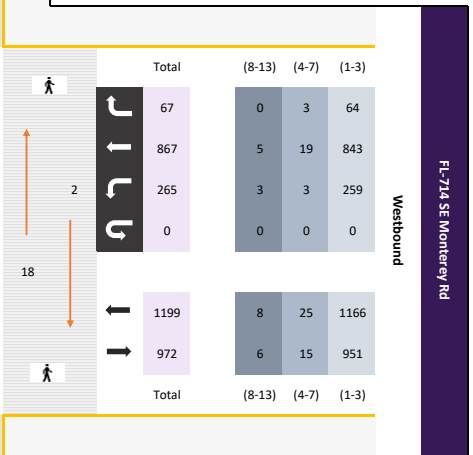 Total (8-13) (4-7) (1-3)
67 0 3 64
867 5 19 843
2 265 3 3 259
0 0 0 0
18
1199 8 25 1166
972 6 15 951
Total (8-13) (4-7) (1-3)
Westbound
FL-714 SE Monterey Rd